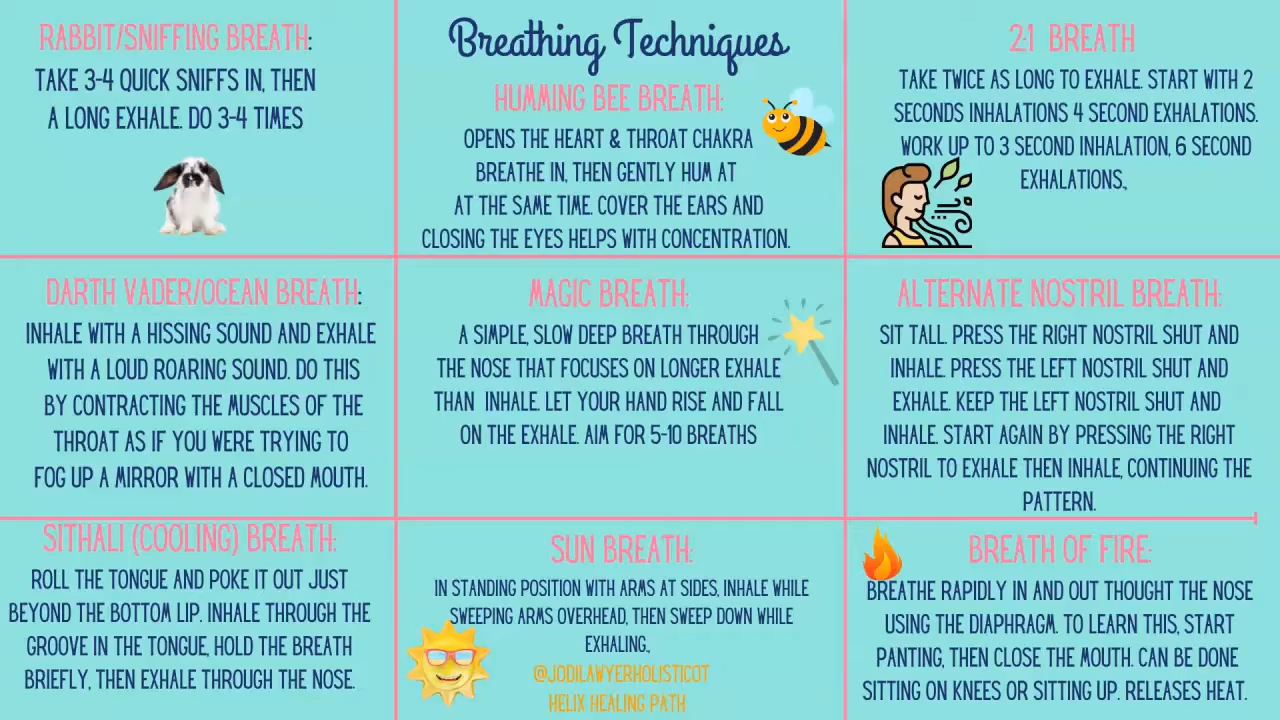 RABBIT/SNIFFING BREATH:
TAKE 3-4 QUICK SNIFFS IN, THEN
A LONG EXHALE. DO 3-4 TIMES
Breathing Techniques
HUMMING BEE BREATH:
OPENS THE HEART & THROAT CHAKRA
BREATHE IN, THEN GENTLY HUM AT
AT THE SAME TIME. COVER THE EARS AND
CLOSING THE EYES HELPS WITH CONCENTRATION.
2:1 BREATH
TAKE TWICE AS LONG TO EXHALE. START WITH 2
SECONDS INHALATIONS 4 SECOND EXHALATIONS.
WORK UP TO 3 SECOND INHALATION, 6 SECOND
EXHALATIONS.,
DARTH VADER/OCEAN BREATH:
INHALE WITH A HISSING SOUND AND EXHALE
WITH A LOUD ROARING SOUND. DO THIS
BY CONTRACTING THE MUSCLES OF THE
THROAT AS IF YOU WERE TRYING TO
FOG UP A MIRROR WITH A CLOSED MOUTH.
MAGIC BREATH:
A SIMPLE, SLOW DEEP BREATH THROUGH
THE NOSE THAT FOCUSES ON LONGER EXHALE
THAN INHALE. LET YOUR HAND RISE AND FALL
ON THE EXHALE. AIM FOR 5-10 BREATHS
ALTERNATE NOSTRIL BREATH:
SIT TALL. PRESS THE RIGHT NOSTRIL SHUT AND
INHALE. PRESS THE LEFT NOSTRIL SHUT AND
EXHALE. KEEP THE LEFT NOSTRIL SHUT AND
INHALE. START AGAIN BY PRESSING THE RIGHT
NOSTRIL TO EXHALE THEN INHALE, CONTINUING THE
PATTERN.
SITHALI (COOLING) BREATH:
ROLL THE TONGUE AND POKE IT OUT JUST
BEYOND THE BOTTOM LIP. INHALE THROUGH THE
GROOVE IN THE TONGUE, HOLD THE BREATH
BRIEFLY, THEN EXHALE THROUGH THE NOSE.
SUN BREATH:
IN STANDING POSITION WITH ARMS AT SIDES, INHALE WHILE
SWEEPING ARMS OVERHEAD, THEN SWEEP DOWN WHILE
EXHALING.,
@JODILAWYERHOLISTICOT
HELIX HEALING PATH
BREATH OF FIRE:
BREATHE RAPIDLY IN AND OUT THOUGHT THE NOSE
USING THE DIAPHRAGM. TO LEARN THIS, START
PANTING, THEN CLOSE THE MOUTH. CAN BE DONE
SITTING ON KNEES OR SITTING UP. RELEASES HEAT.